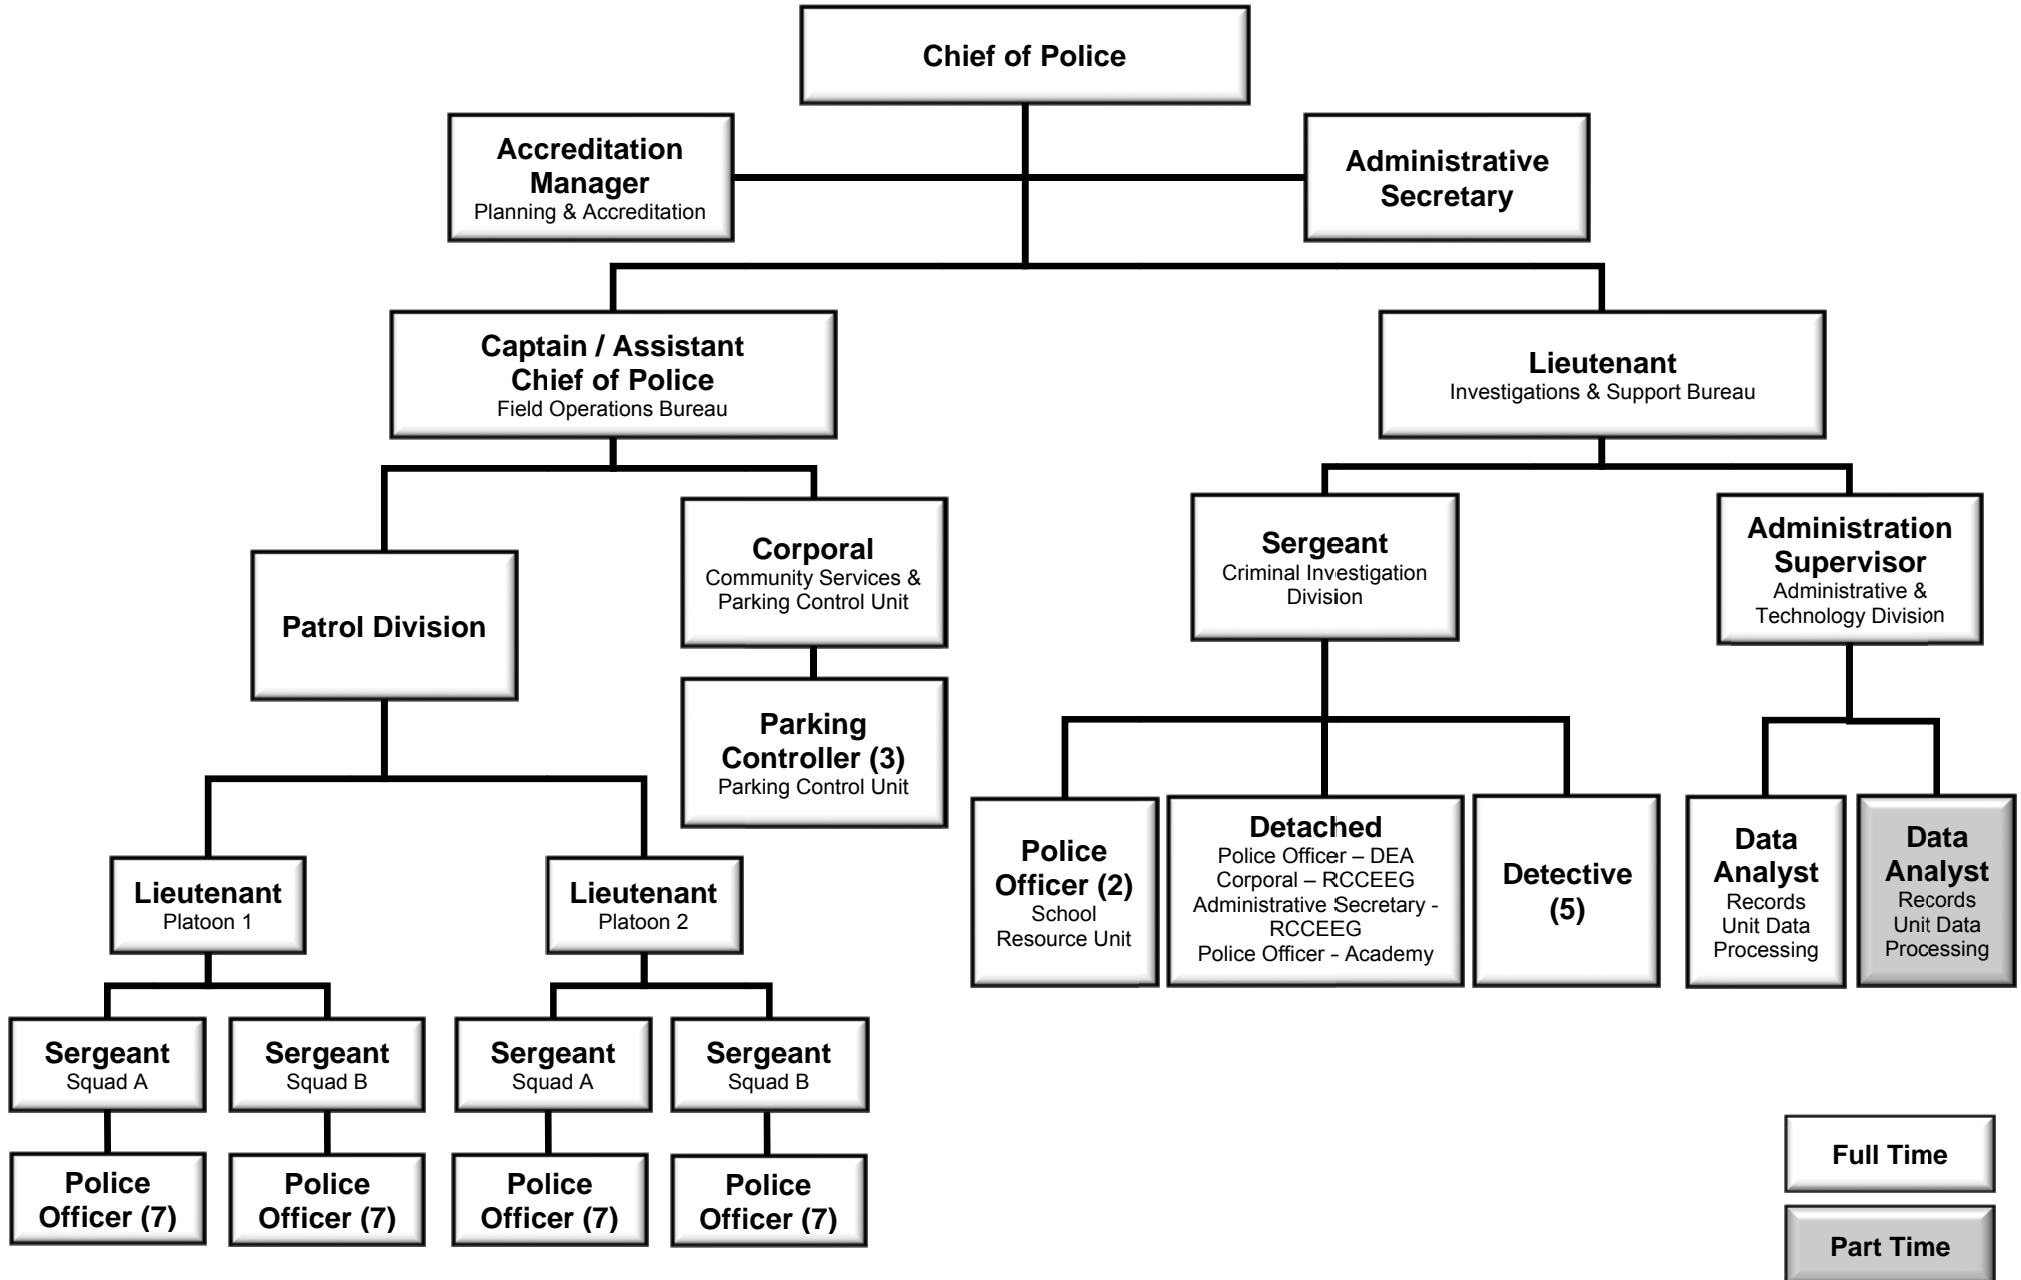 Chief of Police
Accreditation
Manager
Planning & Accreditation
Administrative
Secretary
Captain / Assistant
Chief of Police
Field Operations Bureau
Lieutenant
Investigations & Support Bureau
Patrol Division
Corporal
Community Services &
Parking Control Unit
Parking
Controller (3)
Parking Control Unit
Sergeant
Criminal Investigation
Division
Administration
Supervisor
Administrative &
Technology Division
Lieutenant
Platoon 1
Lieutenant
Platoon 2
Police
Officer (2)
School
Resource Unit
Detached
Police Officer – DEA
Corporal – RCCEEG
Administrative Secretary -
RCCEEG
Police Officer - Academy
Detective
(5)
Data
Analyst
Records
Unit Data
Processing
Data
Analyst
Records
Unit Data
Processing
Sergeant
Squad A
Sergeant
Squad B
Sergeant
Squad A
Sergeant
Squad B
Police
Officer (7)
Police
Officer (7)
Police
Officer (7)
Police
Officer (7)
Full Time
Part Time